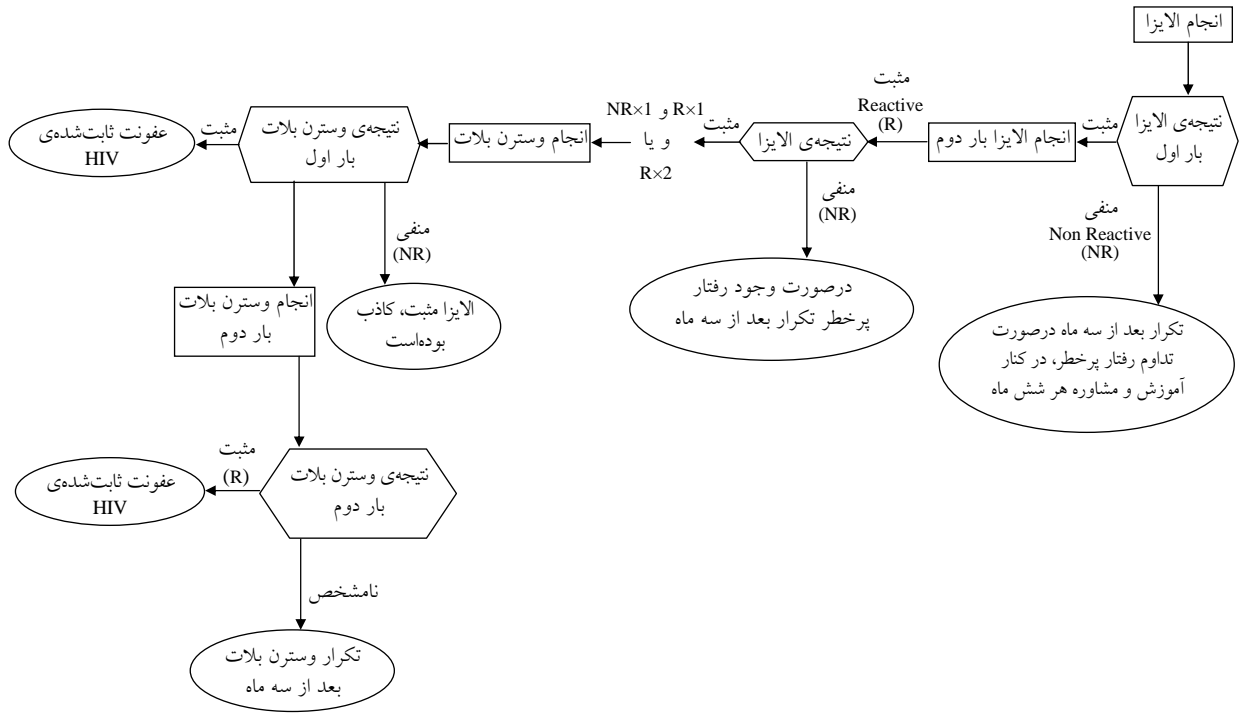 انجام الایزا
نتیجه‌ی الایزا
بار اول
مثبت
منفی
Non Reactive
(NR)
تکرار بعد از سه ماه درصورت
تداوم رفتار پرخطر، در کنار
آموزش و مشاوره هر شش ماه
انجام الایزا بار دوم
مثبت
Reactive
(R)
نتیجه‌ی الایزا
منفی
(NR)
درصورت وجود رفتار
پرخطر تکرار بعد از سه ماه
مثبت
R×1 و NR×1
و یا
R×2
انجام وسترن بلات
نتیجه‌ی وسترن بلات
بار اول
مثبت
عفونت ثابت‌شده‌ی
HIV
منفی
(NR)
الایزا مثبت، کاذب
بوده‌است
انجام وسترن بلات
بار دوم
نتیجه‌ی وسترن بلات
بار دوم
مثبت
(R)
عفونت ثابت‌شده‌ی
HIV
نامشخص
تکرار وسترن بلات
بعد از سه ماه